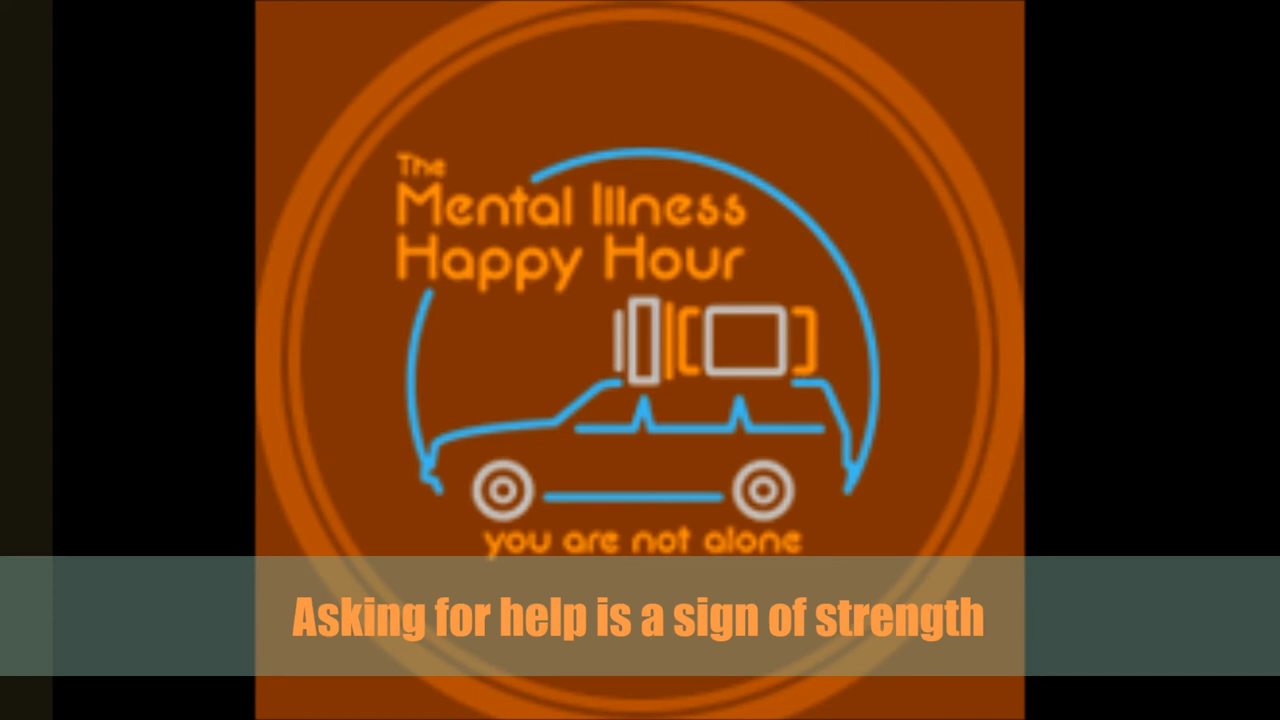 The
Mental Illness
Happy Hour
you are not alone
Asking for help is a sign of strength